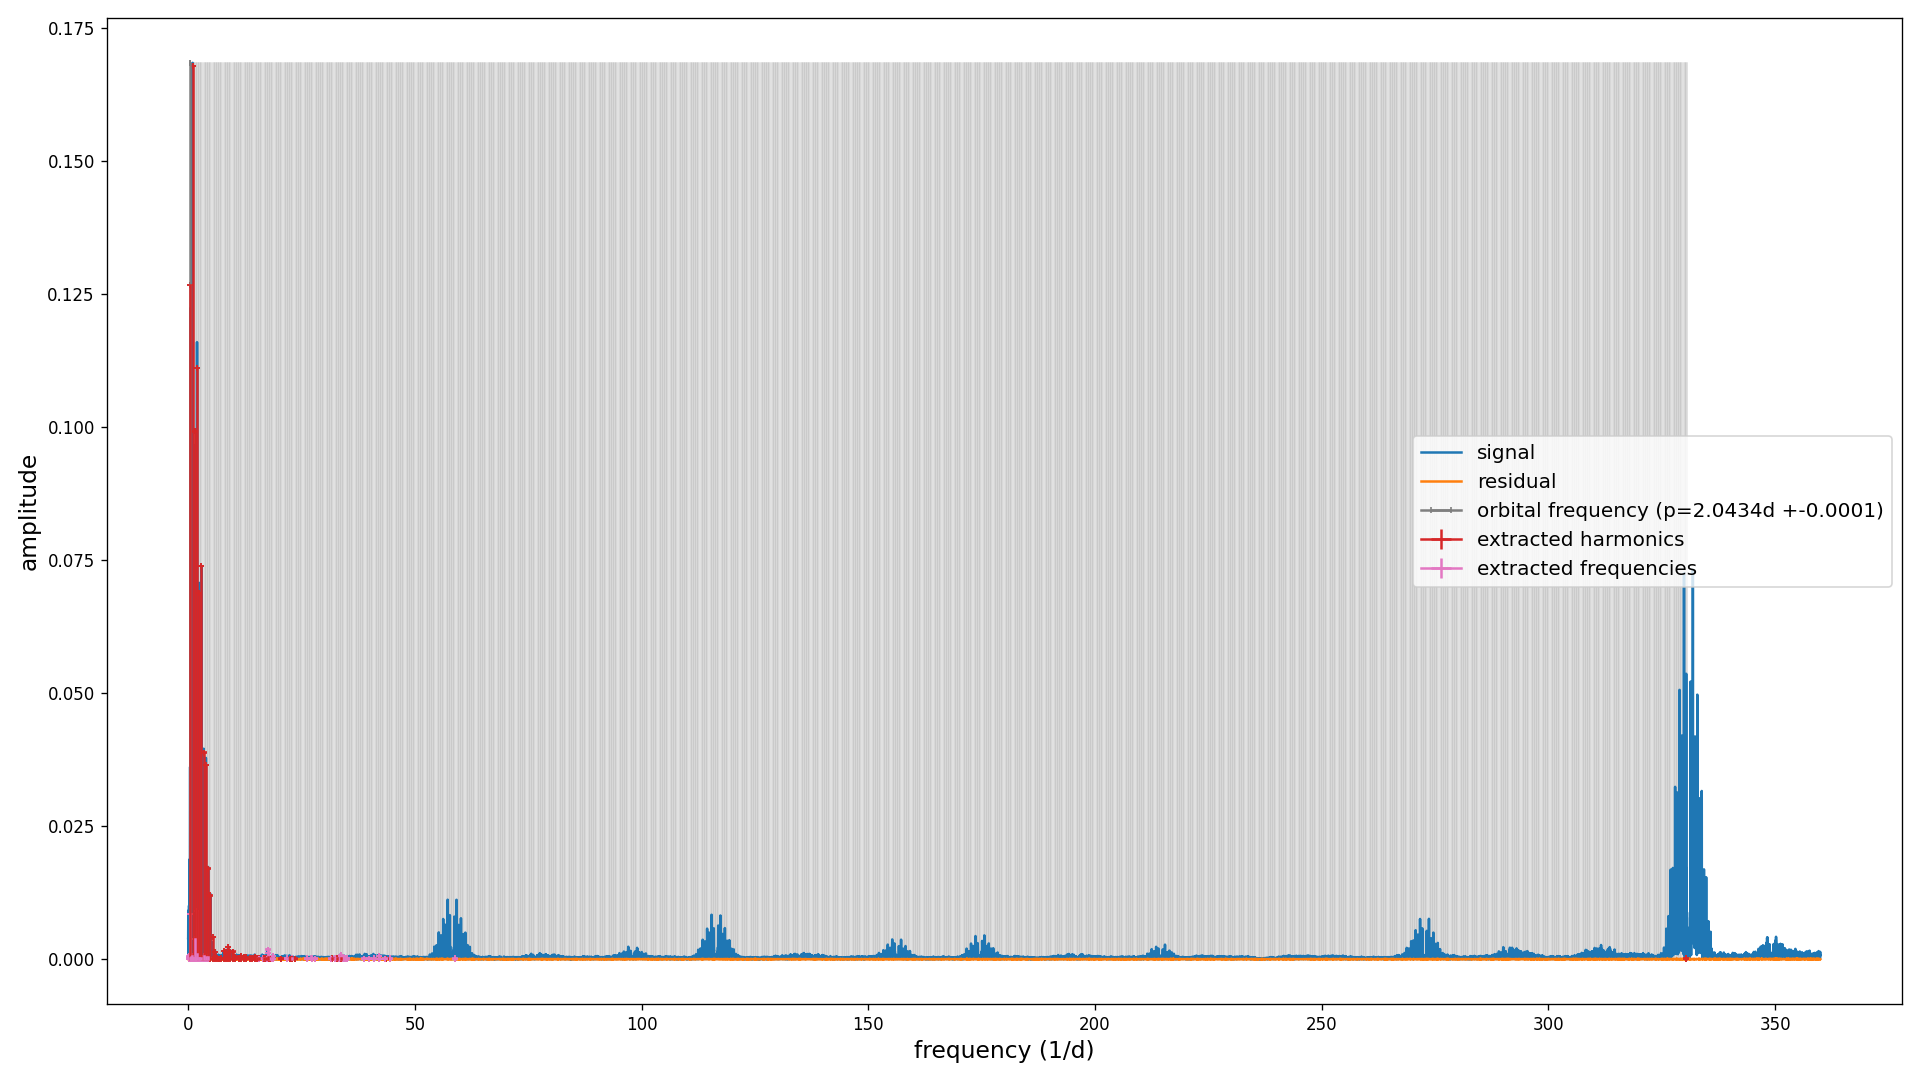 0.175
0.150
0.125
0.100
0.075
0.050
0.025
0.000
amplitude
signal
residual
orbital frequency (p=2.0434d +-0.0001)
extracted harmonics
extracted frequencies
0 50 100 150 200 250 300 350
frequency (1/d)